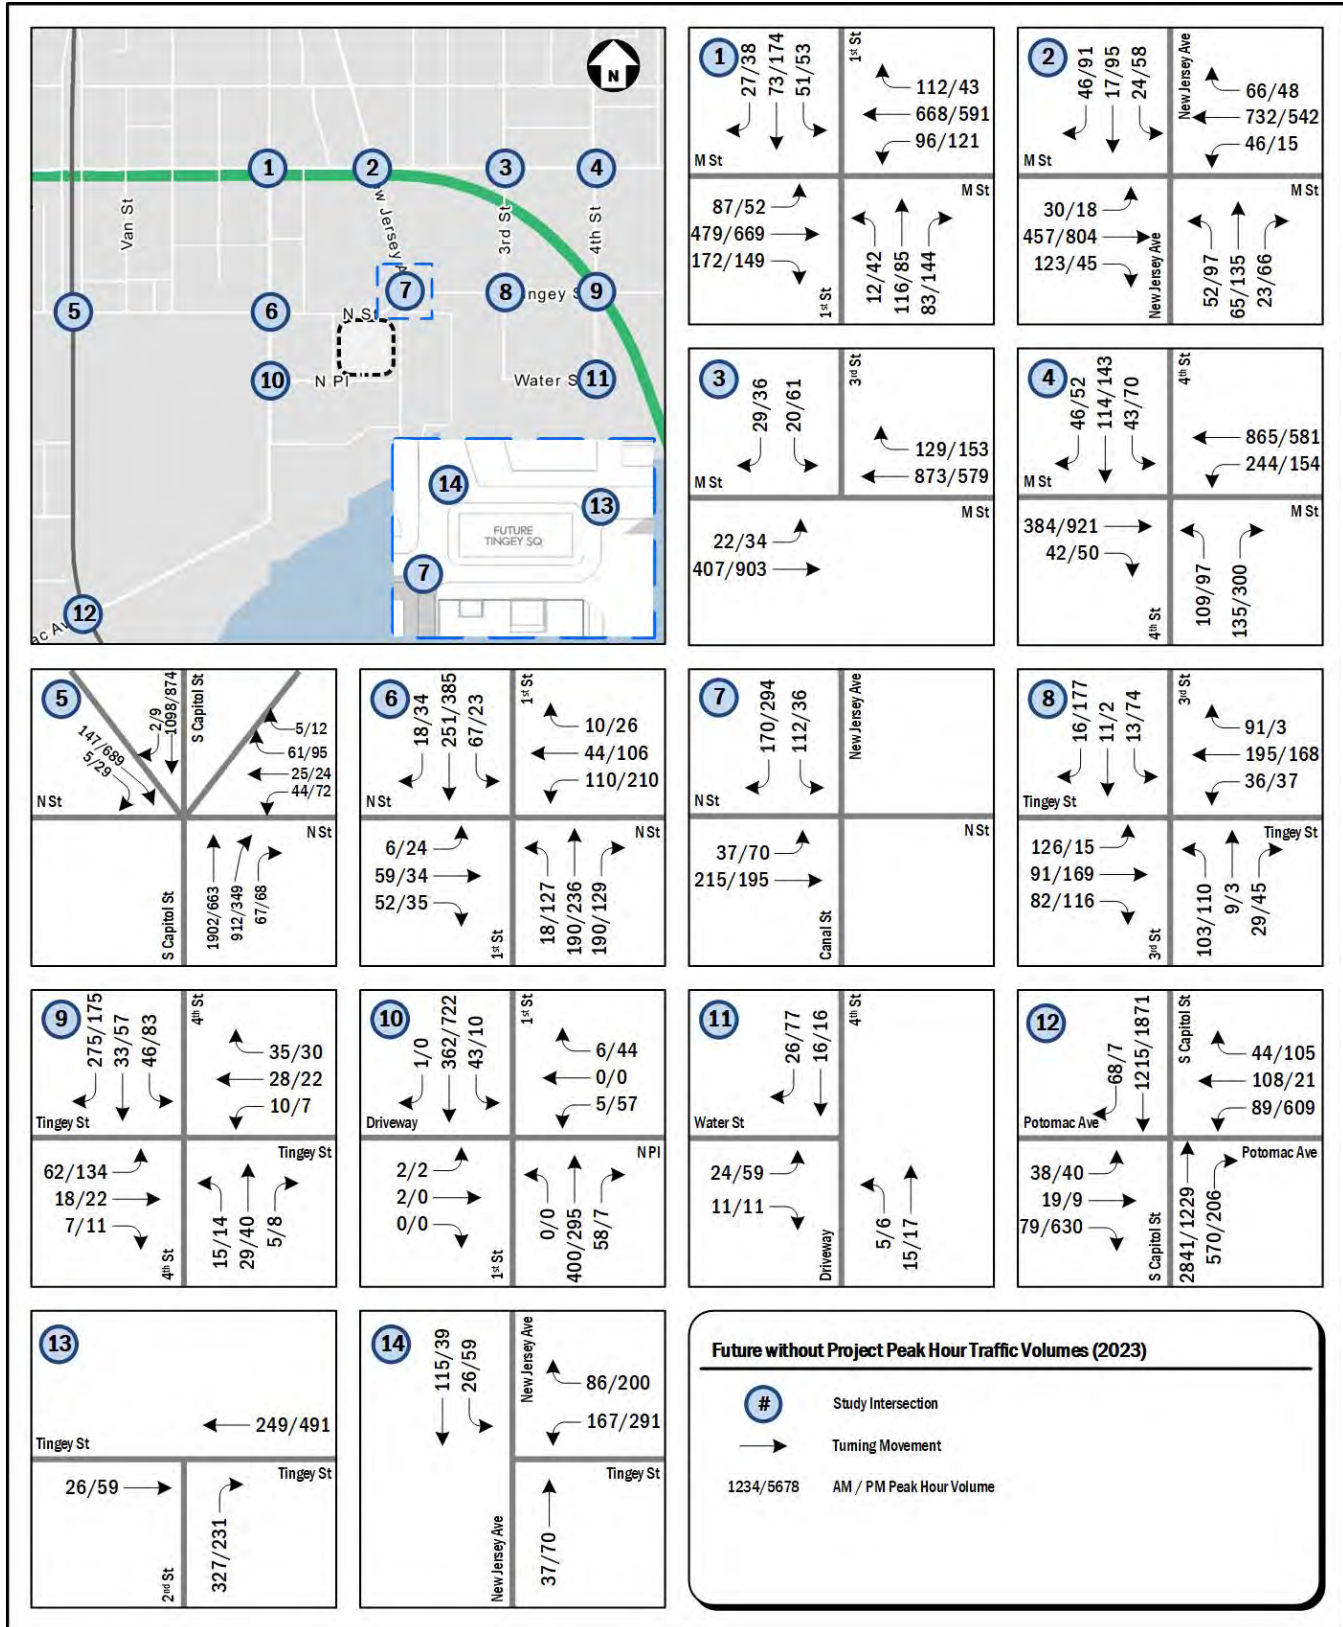 N
1
2
3
4
Van St
New Jersey A
3rd St
4th St
5
6
7
8
9
N St
ngey S
10
N Pl
Water S
11
12
ac Av
14
13
FUTURE
TINGEY SQ
7
1
27/38
73/174
51/53
1st St
112/43
668/591
96/121
M St
M St
87/52
479/669
172/149
12/42
116/85
83/144
1st St
2
46/91
17/95
24/58
New Jersey Ave
66/48
732/542
46/15
M St
M St
30/18
457/804
123/45
52/97
65/135
23/66
New Jersey Ave
3
29/36
20/61
3rd St
129/153
873/579
M St
M St
22/34
407/903
4
46/52
114/143
43/70
4th St
865/581
244/154
M St
M St
384/921
42/50
109/97
135/300
4th St
5
147/689
5/29
2/9
1098/874
S Capitol St
5/12
61/95
25/24
44/72
N St
N St
1902/663
912/349
67/68
S Capitol St
6
18/34
251/385
67/23
1st St
10/26
44/106
110/210
N St
N St
6/24
59/34
52/35
18/127
190/236
190/129
1st St
7
170/294
112/36
New Jersey Ave
N St
N St
37/70
215/195
Canal St
8
16/177
11/2
13/74
3rd St
91/3
195/168
36/37
Tingey St
Tingey St
126/15
91/169
82/116
103/110
9/3
29/45
3rd St
9
275/175
33/57
46/83
4th St
35/30
28/22
10/7
Tingey St
Tingey St
62/134
18/22
7/11
15/14
29/40
5/8
4th St
10
1/0
362/722
43/10
1st St
6/44
0/0
5/57
Driveway
N Pl
2/2
2/0
0/0
0/0
400/295
58/7
1st St
11
26/77
16/16
4th St
Water St
24/59
11/11
5/6
15/17
Driveway
12
68/7
1215/1871
S Capitol St
44/105
108/21
89/609
Potomac Ave
Potomac Ave
38/40
19/9
79/630
2841/1229
570/206
S Capitol St
13
249/491
Tingey St
Tingey St
26/59
327/231
2nd St
14
115/39
26/59
New Jersey Ave
86/200
167/291
Tingey St
37/70
New Jersey Ave
Future without Project Peak Hour Traffic Volumes (2023)
# Study Intersection
Turning Movement
1234/5678 AM / PM Peak Hour Volume